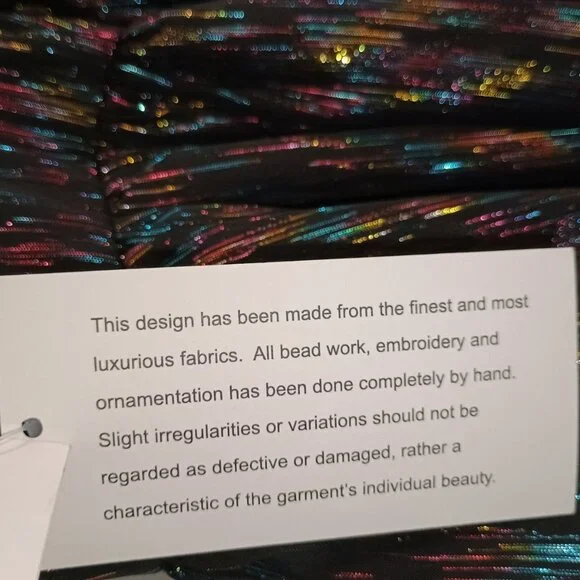 This design has been made from the finest and most
luxurious fabrics.  All bead work, embroidery and
ornamentation has been done completely by hand.
Slight irregularities or variations should not be
regarded as defective or damaged, rather a
characteristic of the garment's individual beauty.